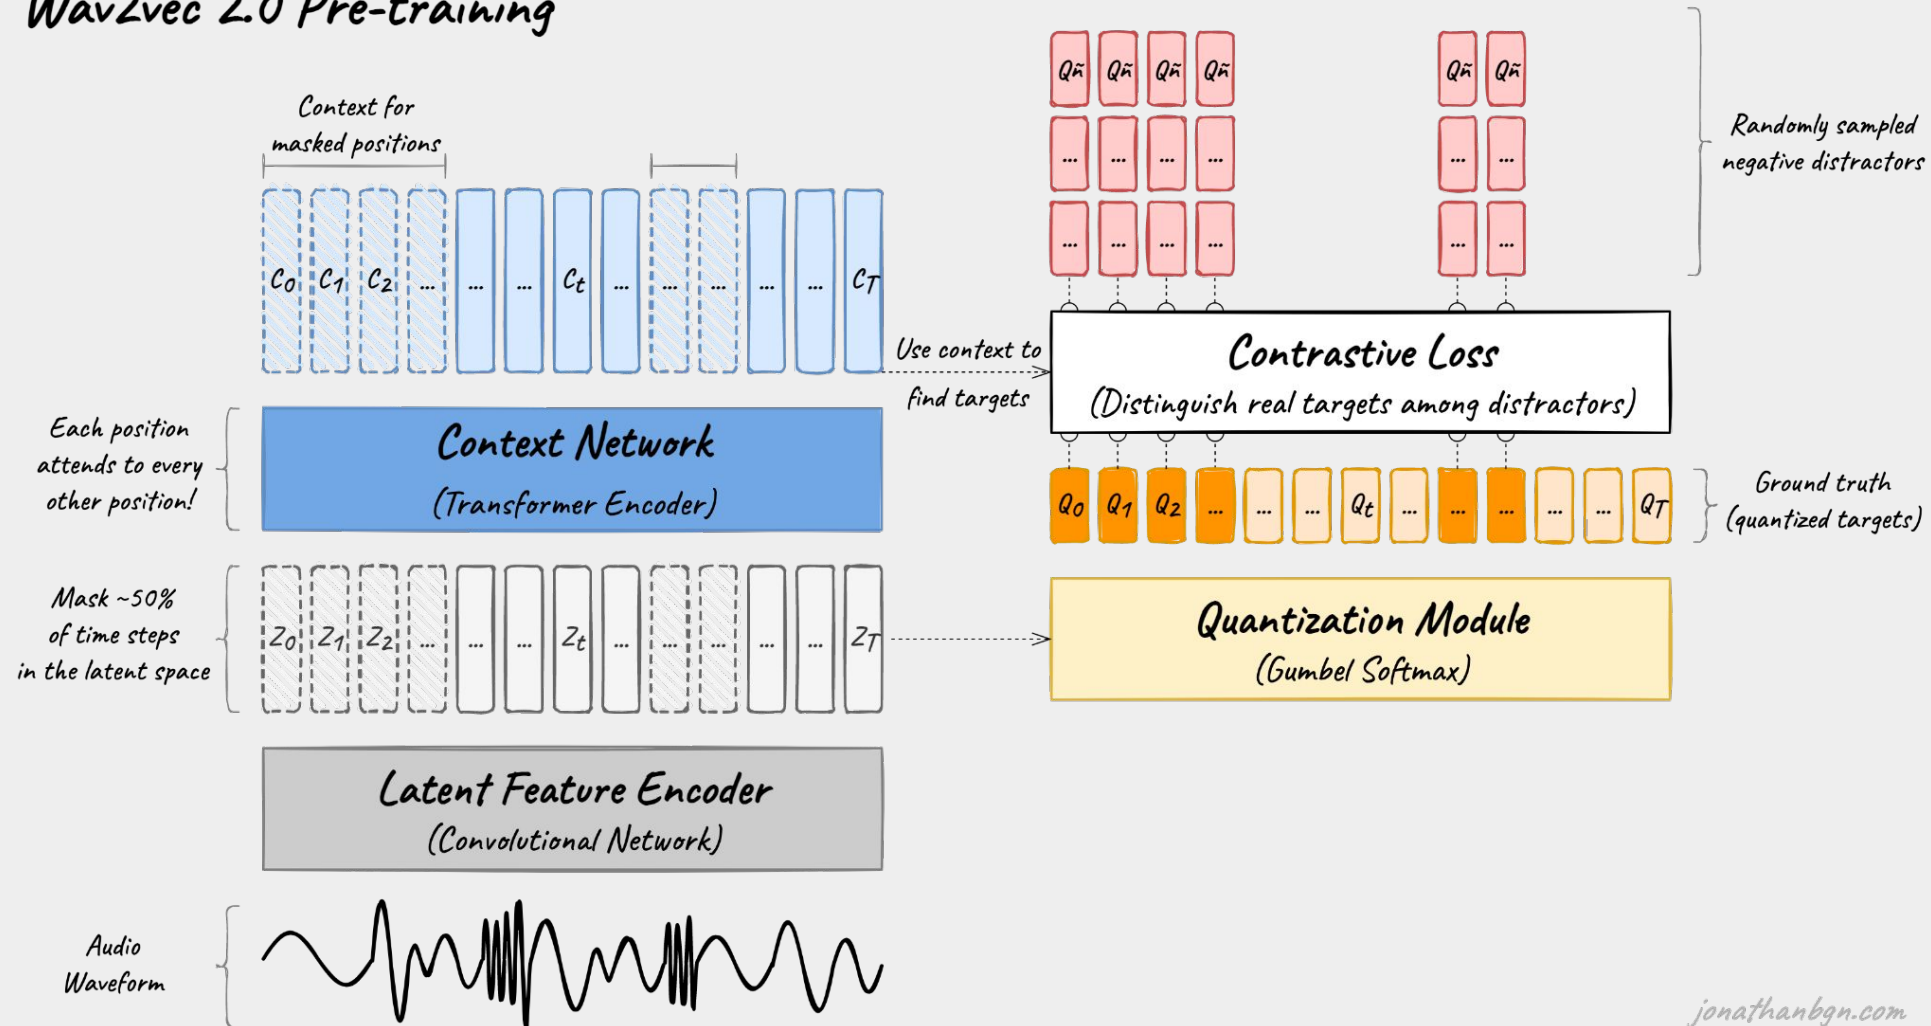 Wav2vec 2.0 Pre-training
Context for
masked positions
C0 C1 C2 ... ... ... Ct ... ... ... ... ... CT
Each position
attends to every
other position!
Context Network
(Transformer Encoder)
Mask ~50%
of time steps
in the latent space
Z0 Z1 Z2 ... ... ... Zt ... ... ... ... ... ZT
Latent Feature Encoder
(Convolutional Network)
Audio
Waveform
Use context to
find targets
Qñ Qñ Qñ Qñ Qñ Qñ
... ... ... ... ... ...
... ... ... ... ... ...
Randomly sampled
negative distractors
Contrastive Loss
(Distinguish real targets among distractors)
Q0 Q1 Q2 ... ... ... Qt ... ... ... ... ... QT
Ground truth
(quantized targets)
Quantization Module
(Gumbel Softmax)
jonathanbgn.com